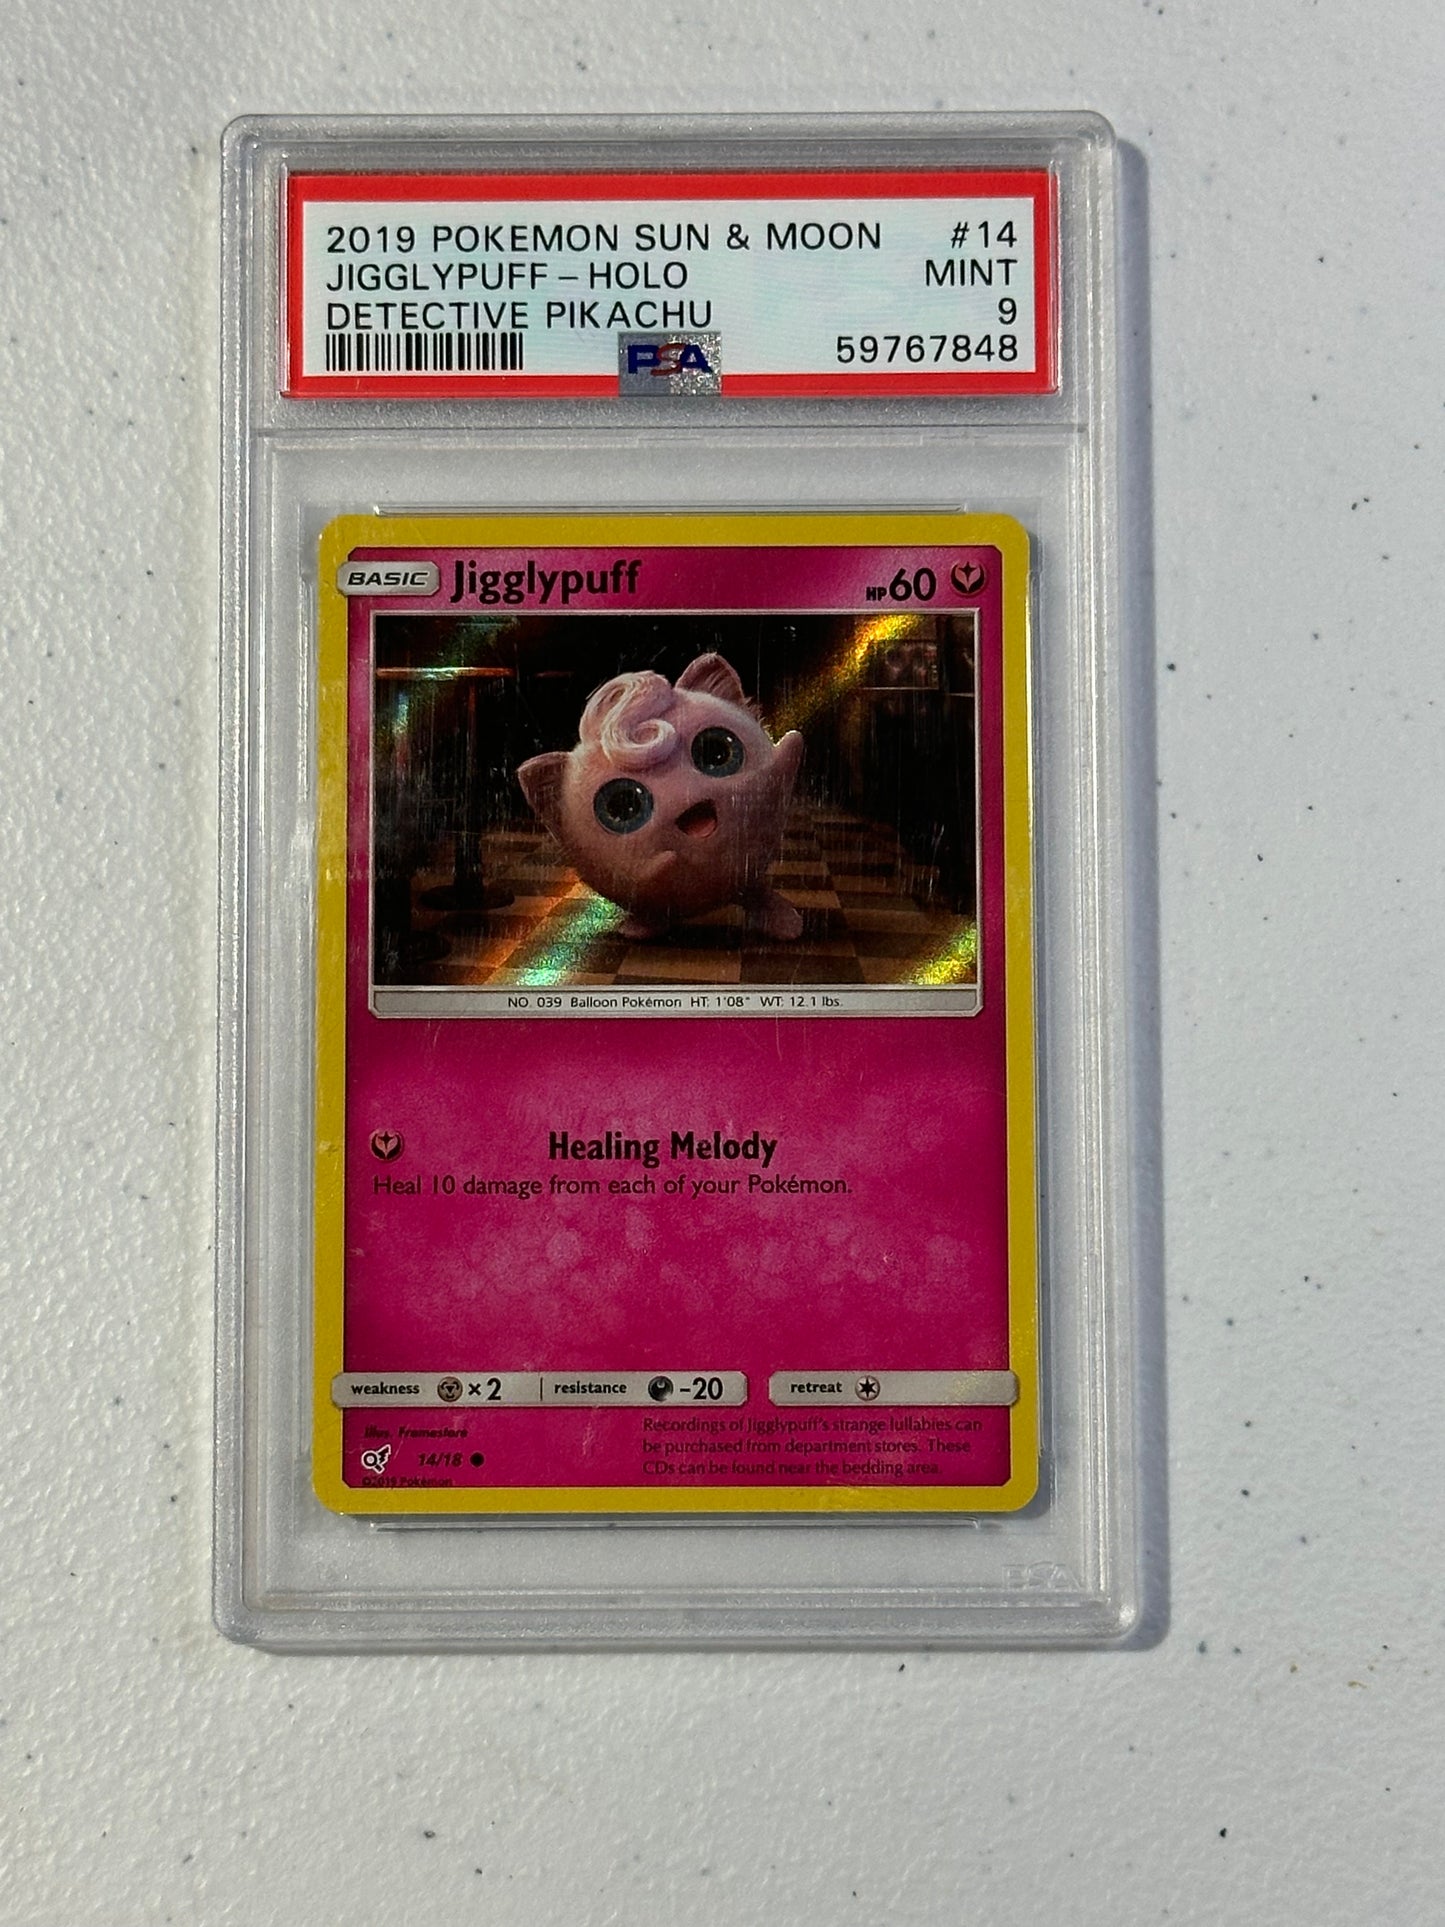 2019 POKEMON SUN & MOON #14
JIGGLYPUFF - HOLO MINT
DETECTIVE PIKACHU 9
PSA 59767848
BASIC Jigglypuff HP 60
NO. 039 Balloon Pokémon HT: 1'08" WT: 12.1 lbs.
Healing Melody
Heal 10 damage from each of your Pokémon.
weakness ×2 resistance -20 retreat
Illus. Framestore
14/18
©2019 Pokémon
Recordings of Jigglypuff's strange lullabies can
be purchased from department stores. These
CDs can be found near the bedding area.
PSA